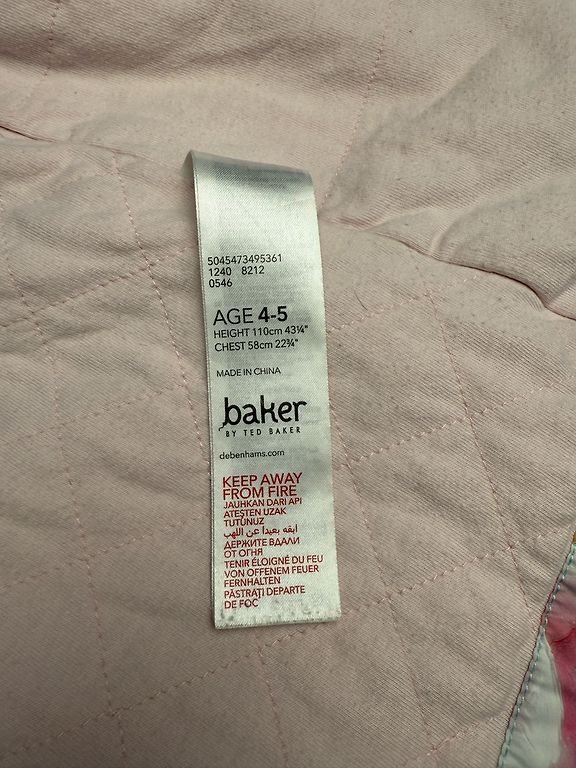 5045473495361
1240 8212
0546
AGE 4-5
HEIGHT 110cm 43¼"
CHEST 58cm 22¾"
MADE IN CHINA
baker
BY TED BAKER
debenhams.com
KEEP AWAY
FROM FIRE
JAUHKAN DARI API
ATEŞTEN UZAK
TUTUNUZ
أبقه بعيدا عن اللهب
ДЕРЖИТЕ ВДАЛИ
ОТ ОГНЯ
TENIR ÉLOIGNÉ DU FEU
VON OFFENEM FEUER
FERNHALTEN
PĂSTRAȚI DEPARTE
DE FOC